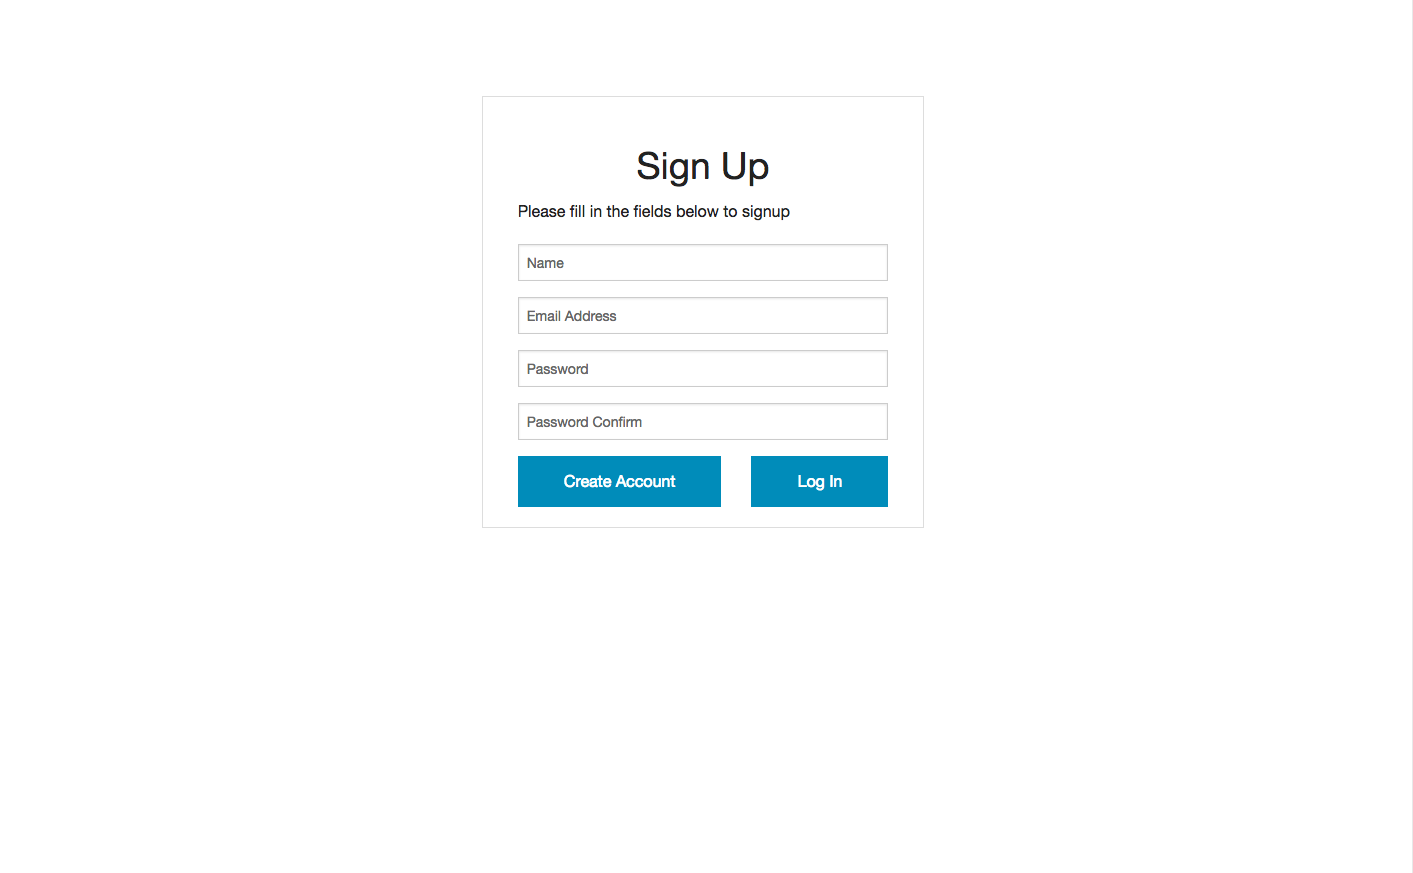 Sign Up
Please fill in the fields below to signup
Name
Email Address
Password
Password Confirm
Create Account
Log In